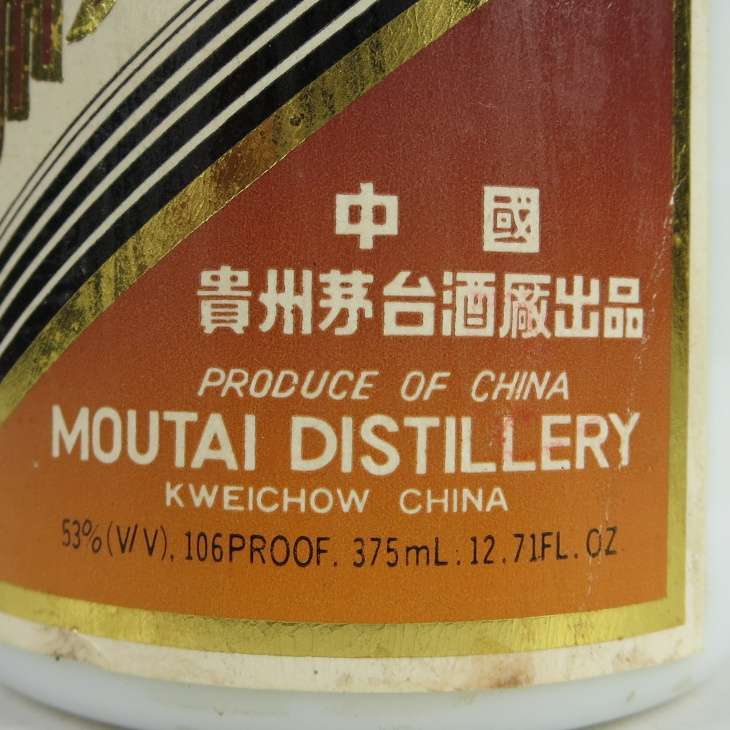 中國
貴州茅台酒廠出品
PRODUCE OF CHINA
MOUTAI DISTILLERY
KWEICHOW CHINA
53%(V/V), 106PROOF. 375mL. 12.71FL.OZ